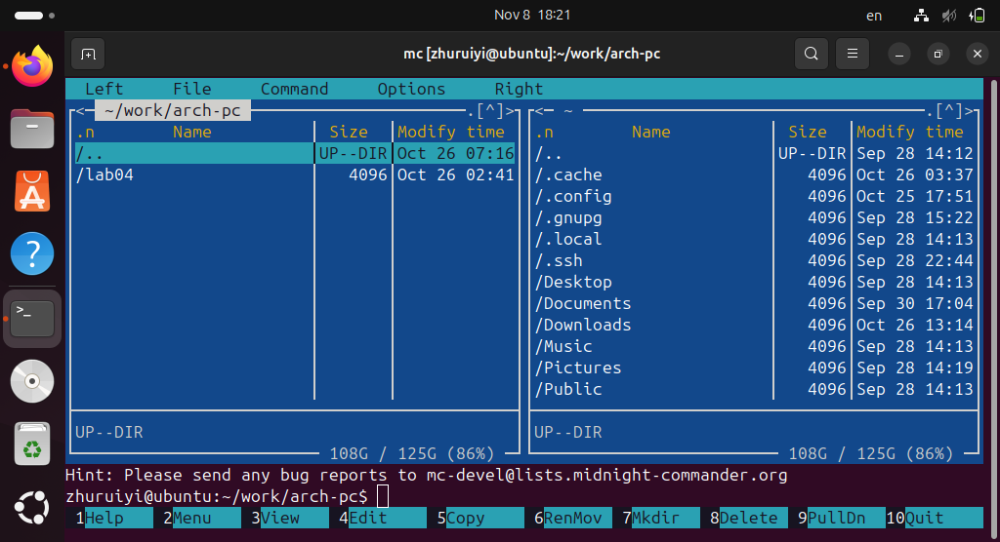 Nov 8 18:21
en
mc [zhuruiyi@ubuntu]:~/work/arch-pc
Left File Command Options Right
<─ ~/work/arch-pc ─.[^]>
.n Name Size Modify time
/.. UP--DIR Oct 26 07:16
/lab04 4096 Oct 26 02:41
UP--DIR
108G / 125G (86%)
<─ ~ ─.[^]>
.n Name Size Modify time
/.. UP--DIR Sep 28 14:12
/.cache 4096 Oct 26 03:37
/.config 4096 Oct 25 17:51
/.gnupg 4096 Sep 28 15:22
/.local 4096 Sep 28 14:13
/.ssh 4096 Sep 28 22:44
/Desktop 4096 Sep 28 14:13
/Documents 4096 Sep 30 17:04
/Downloads 4096 Oct 26 13:14
/Music 4096 Sep 28 14:13
/Pictures 4096 Sep 28 14:19
/Public 4096 Sep 28 14:13
UP--DIR
108G / 125G (86%)
Hint: Please send any bug reports to mc-devel@lists.midnight-commander.org
zhuruiyi@ubuntu:~/work/arch-pc$
1Help 2Menu 3View 4Edit 5Copy 6RenMov 7Mkdir 8Delete 9PullDn 10Quit